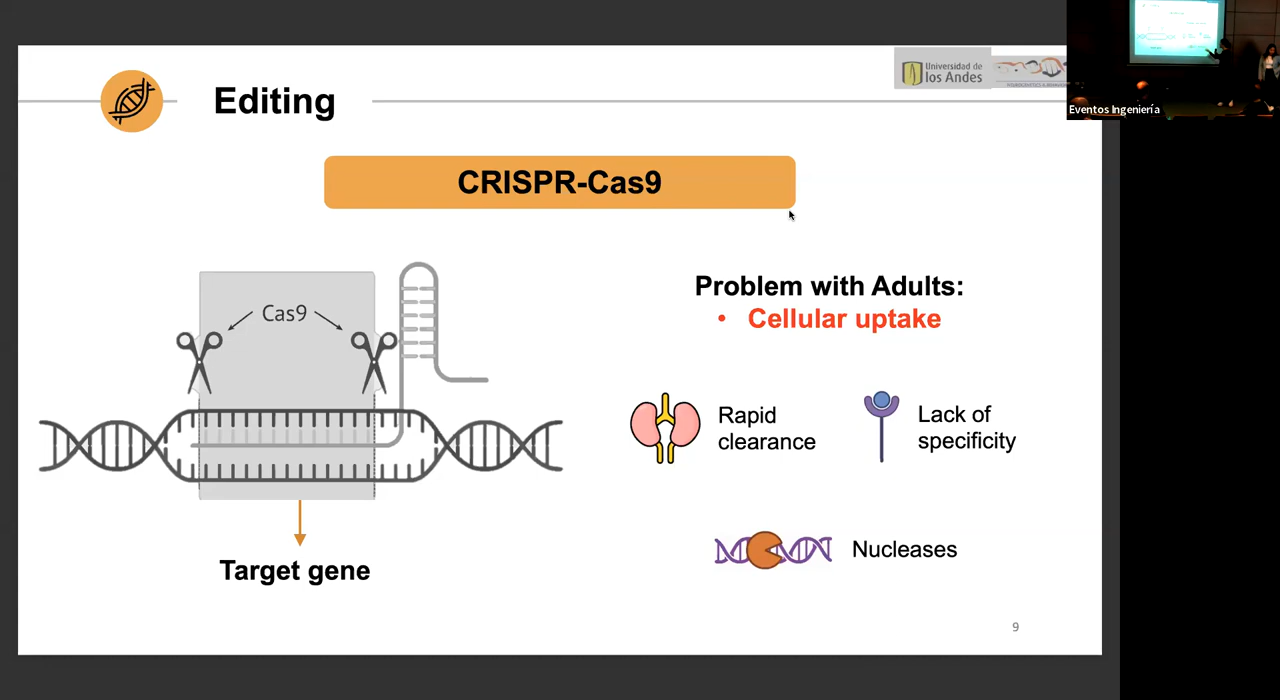 Universidad de
los Andes
Eventos Ingeniería
Editing
CRISPR-Cas9
Cas9
Target gene
Problem with Adults:
• Cellular uptake
Rapid
clearance
Lack of
specificity
Nucleases
9